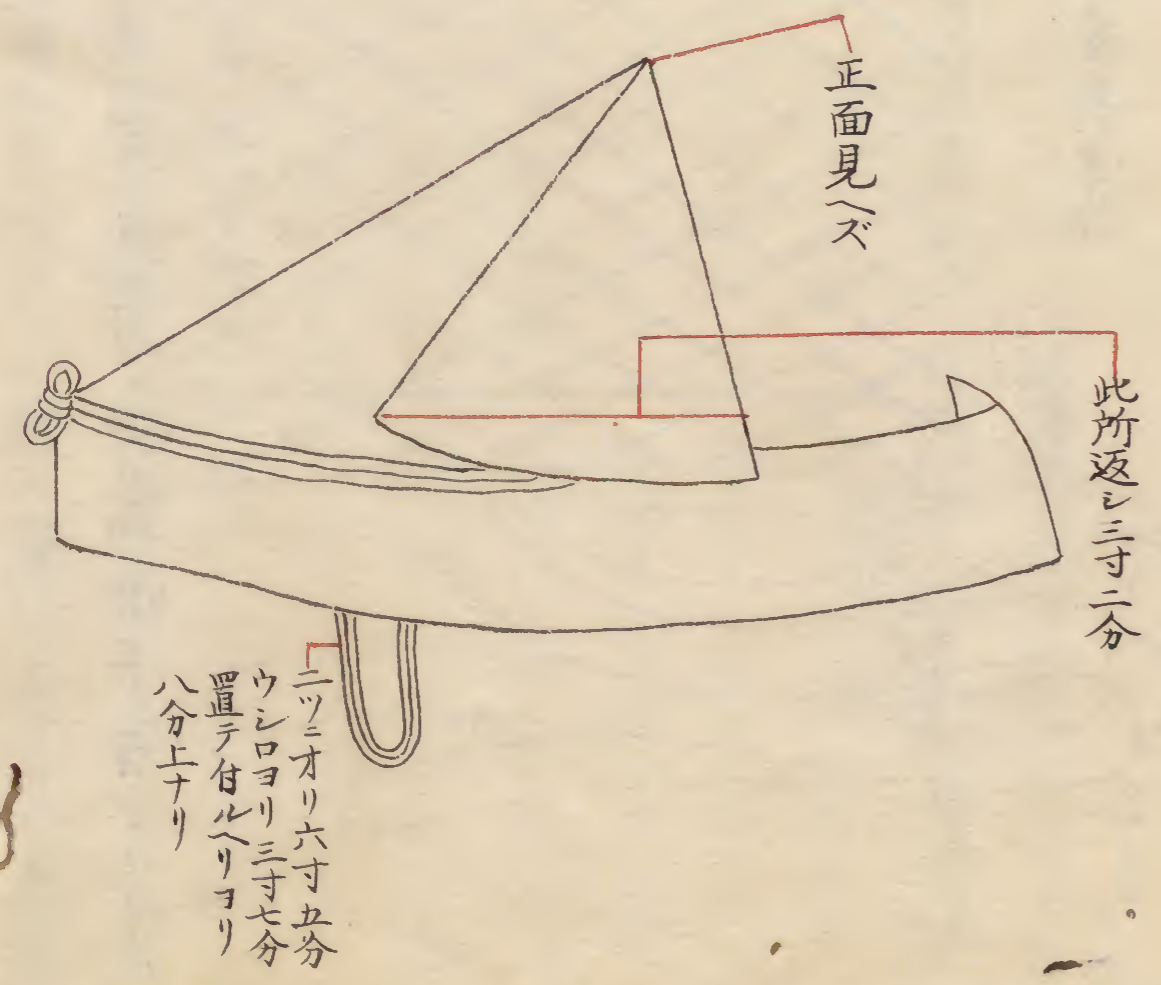 正面見ヘズ
此所返シ三寸二分
二ツニオリ六寸五分
ウシロヨリ三寸七分
置テ付ルヘリヨリ
八分上ナリ